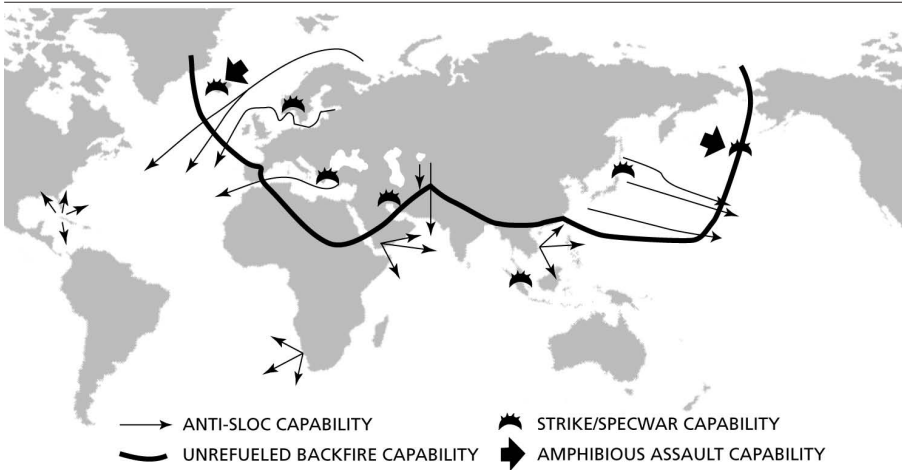 ANTI-SLOC CAPABILITY
STRIKE/SPECWAR CAPABILITY
UNREFUELED BACKFIRE CAPABILITY
AMPHIBIOUS ASSAULT CAPABILITY